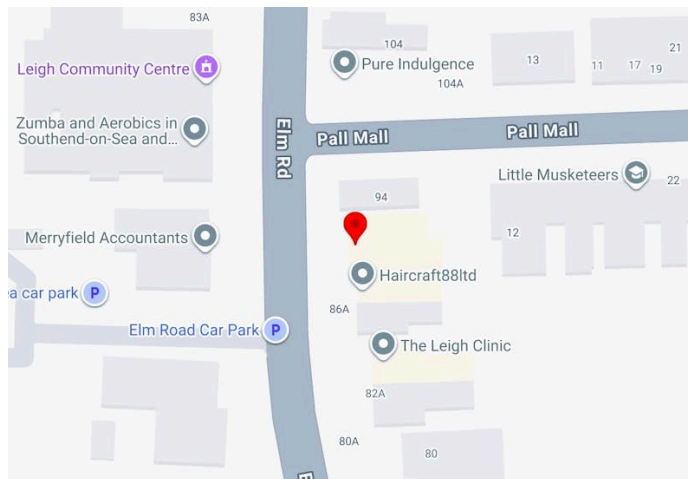 83A
104
21
Leigh Community Centre
Pure Indulgence
13
11
17
19
104A
Zumba and Aerobics in
Southend-on-Sea and...
Elm Rd
Pall Mall
Pall Mall
Little Musketeers
22
94
Merryfield Accountants
12
Haircraft88ltd
ea car park
P
86A
Elm Road Car Park
P
The Leigh Clinic
82A
80A
80
E